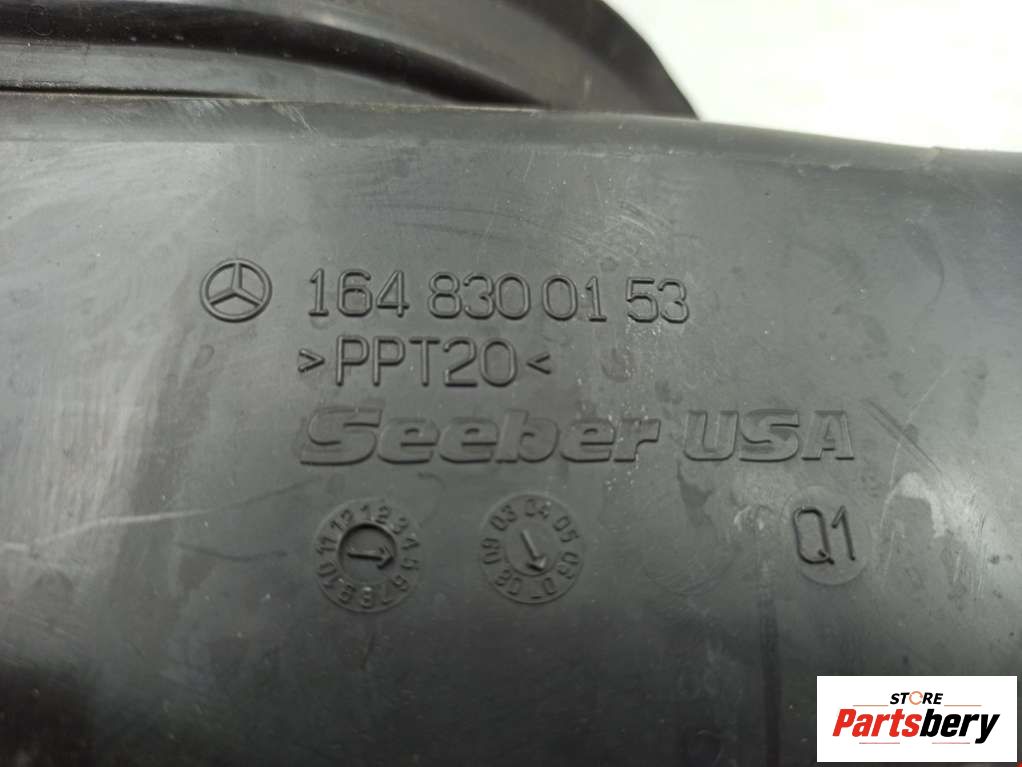 164 830 01 53
>PPT20<
Seeber USA
Q1
STORE
Partsbery